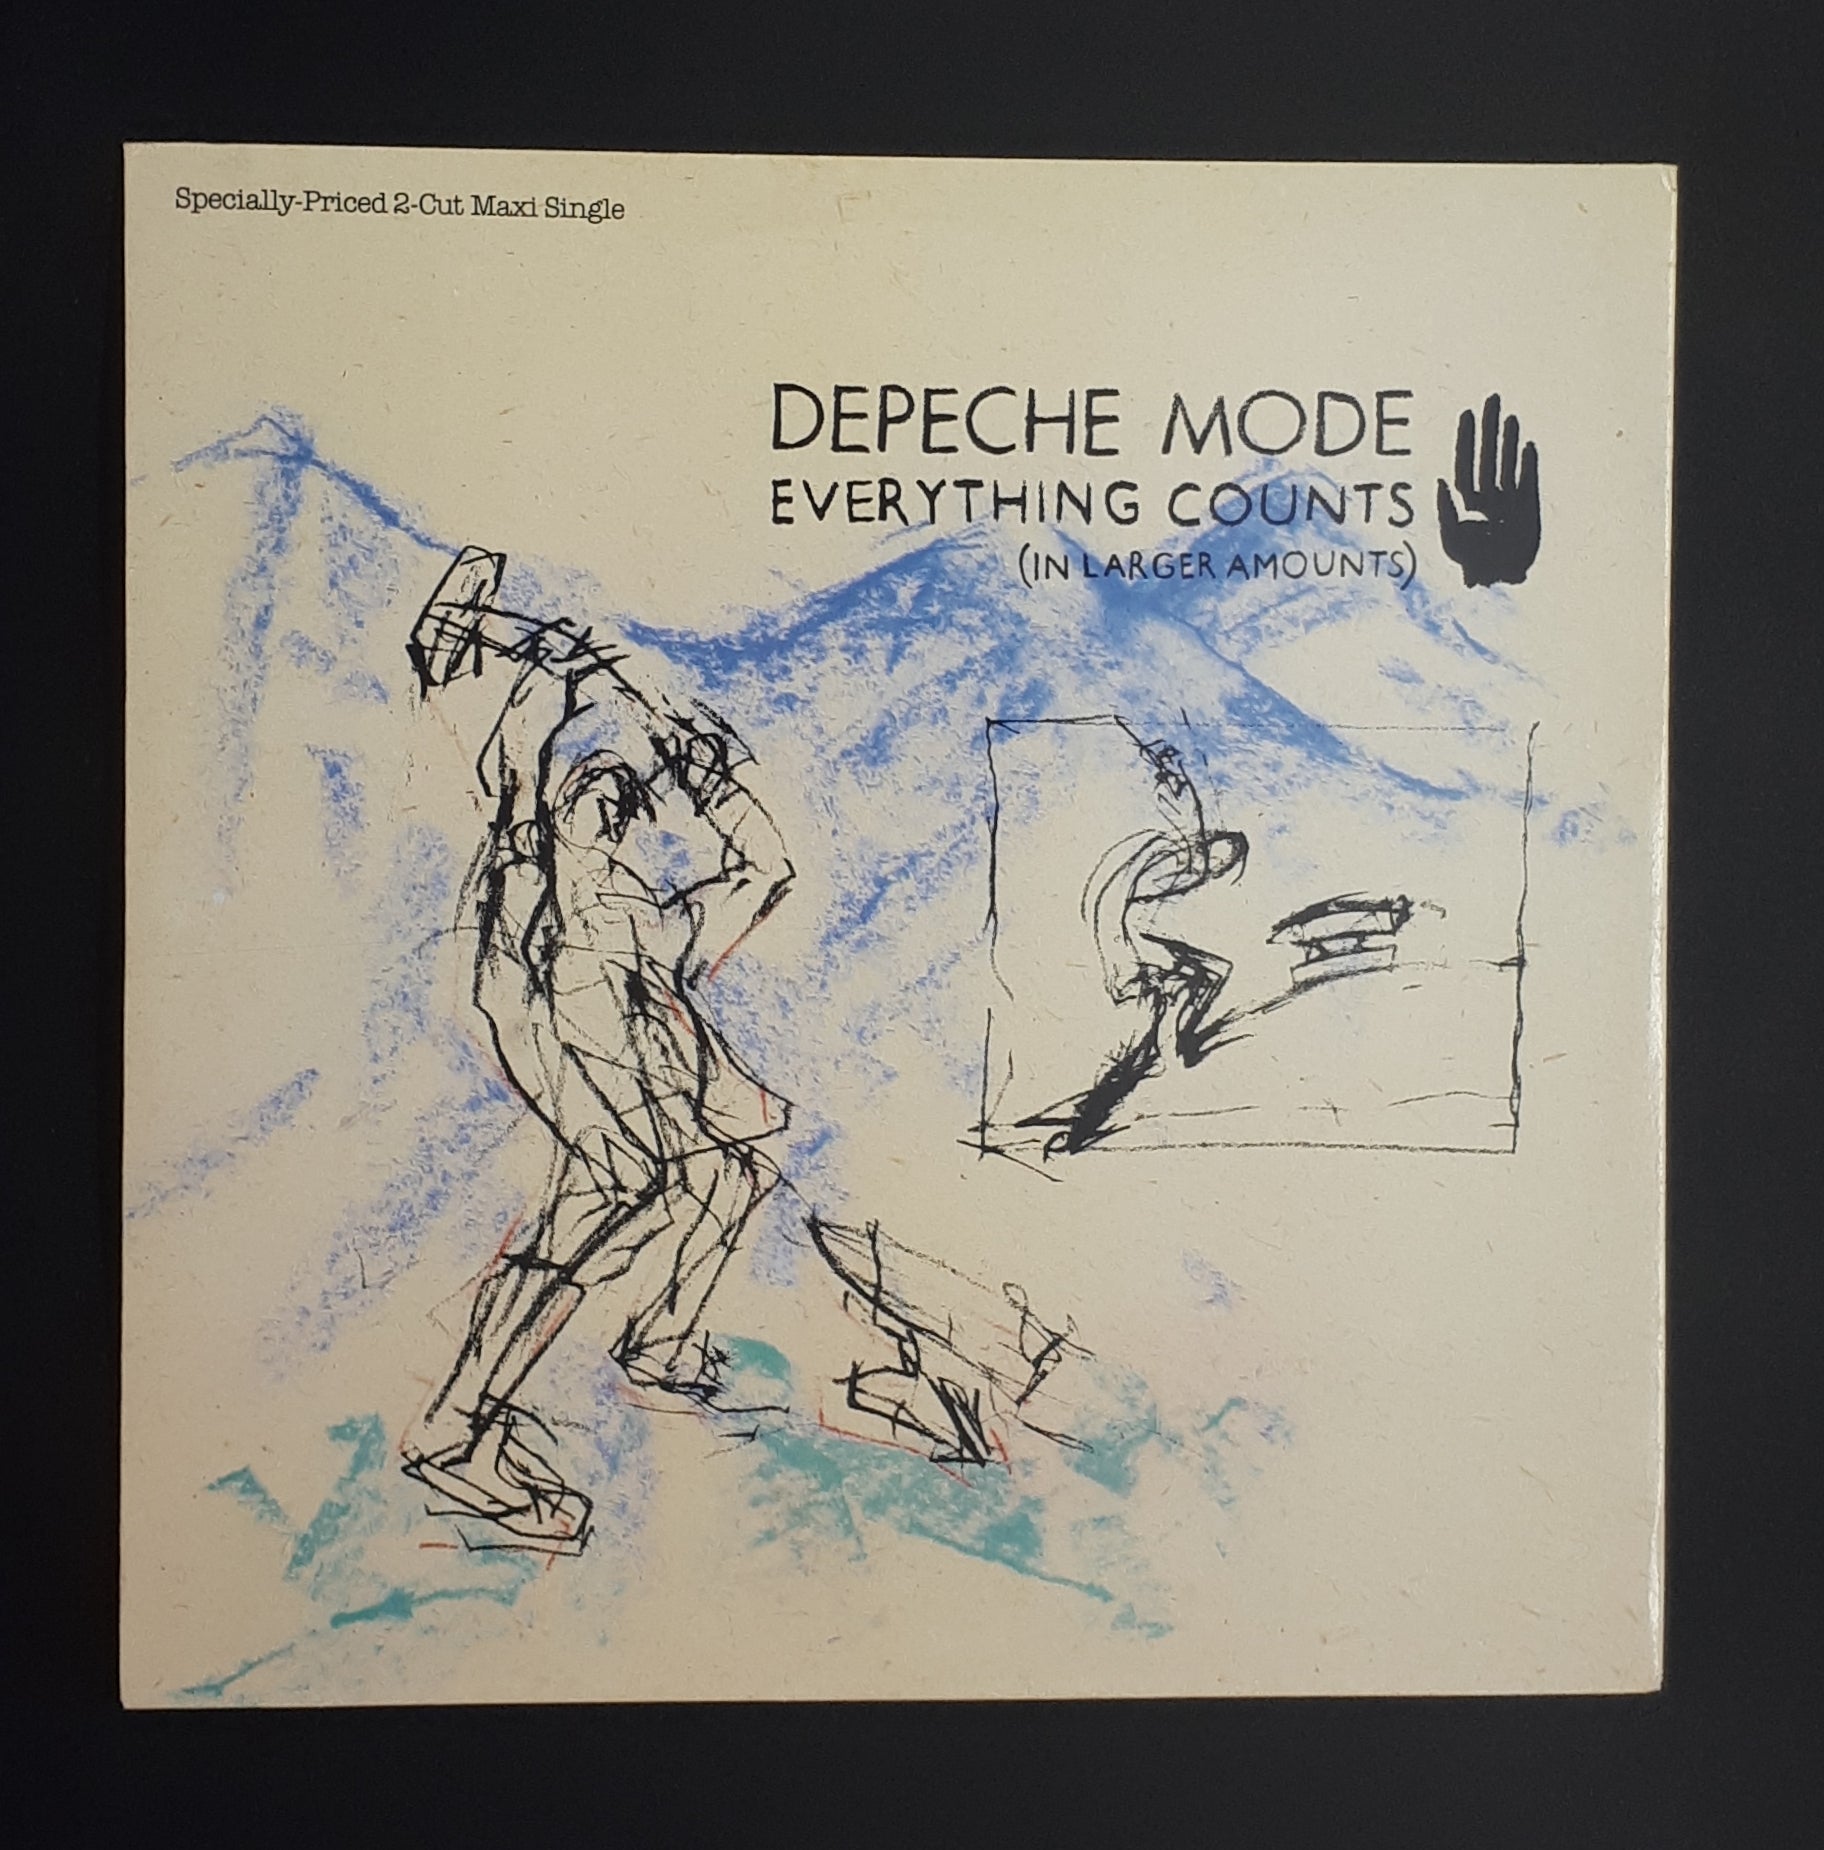 Specially-Priced 2-Cut Maxi Single
DEPECHE MODE
EVERYTHING COUNTS
(IN LARGER AMOUNTS)